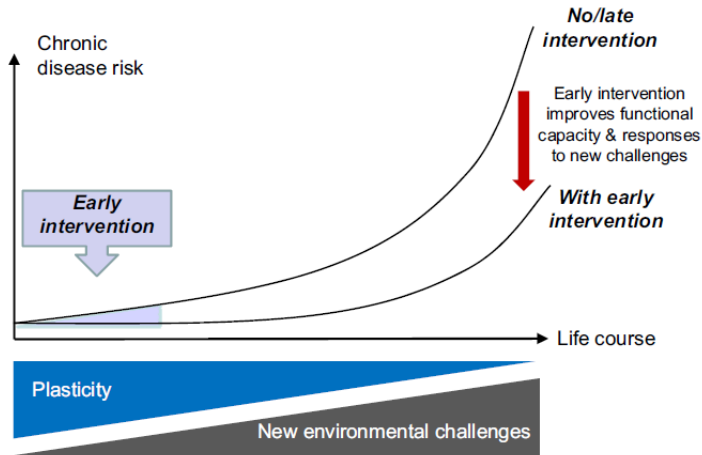 Chronic
disease risk
No/late
intervention
Early intervention
improves functional
capacity & responses
to new challenges
Early
intervention
With early
intervention
Life course
Plasticity
New environmental challenges